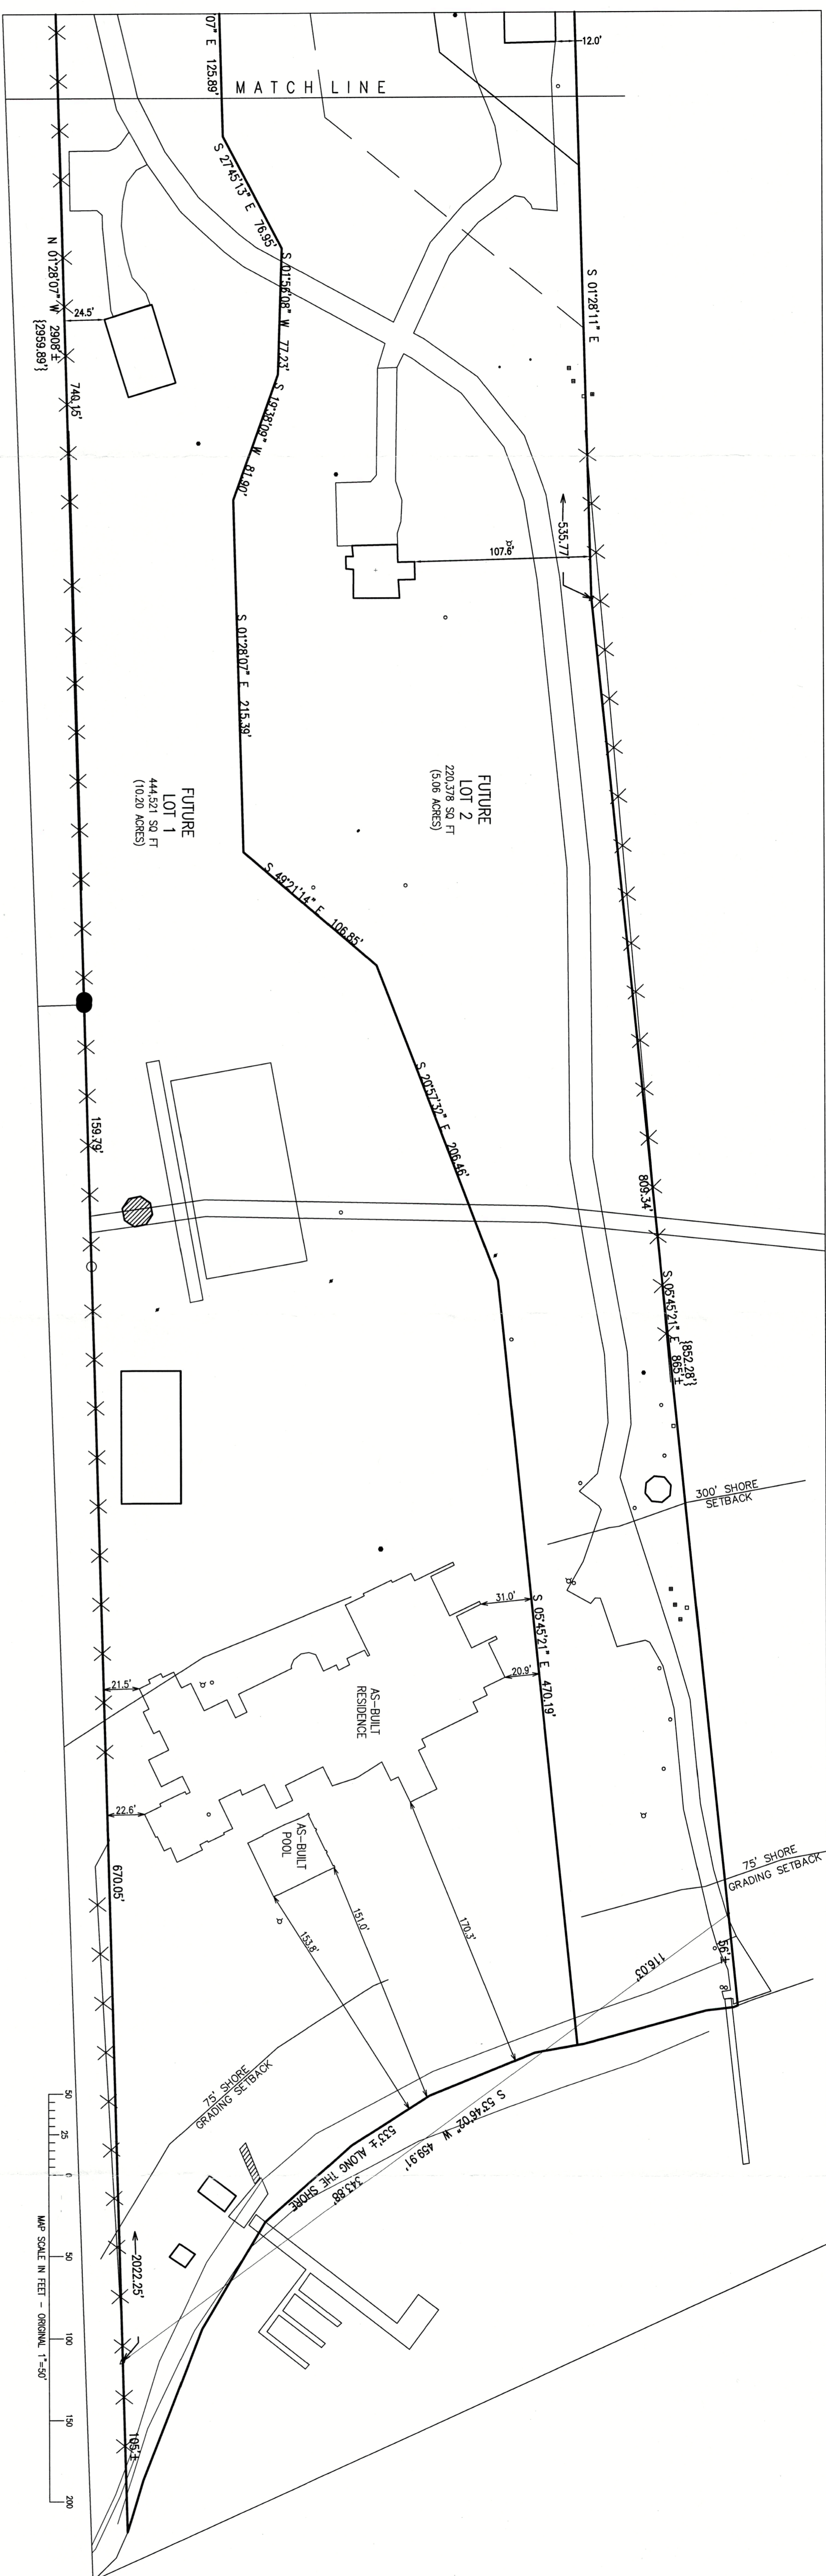 12.0'
07" E 125.89'
MATCH LINE
S 27°45'13" E 76.95'
S 01°56'08" W 77.23'
S 19°38'09" W 81.90'
S 01°28'11" E
N 01°28'07" W 2908'±
{2959.89'}
24.5'
740.15'
535.77'
107.6'
S 01°28'07" E 215.39'
FUTURE
LOT 2
220,378 SQ FT
(5.06 ACRES)
FUTURE
LOT 1
444,521 SQ FT
(10.20 ACRES)
S 49°21'14" E 106.85'
S 20°57'32" E 206.46'
159.79'
809.34'
S 05°45'21" E 865'±
{852.28'}
300' SHORE
SETBACK
31.0'
S 05°45'21" E 470.19'
20.9'
21.5'
AS-BUILT
RESIDENCE
22.6'
AS-BUILT
POOL
670.05'
153.8'
151.0'
170.3'
75' SHORE
GRADING SETBACK
56'±
116.03'
75' SHORE
GRADING SETBACK
S 53°46'02" W 459.91'
533'± ALONG THE SHORE
343.88'
2022.25'
105'±
50
25
0
50
100
150
200
MAP SCALE IN FEET - ORIGINAL 1"=50'